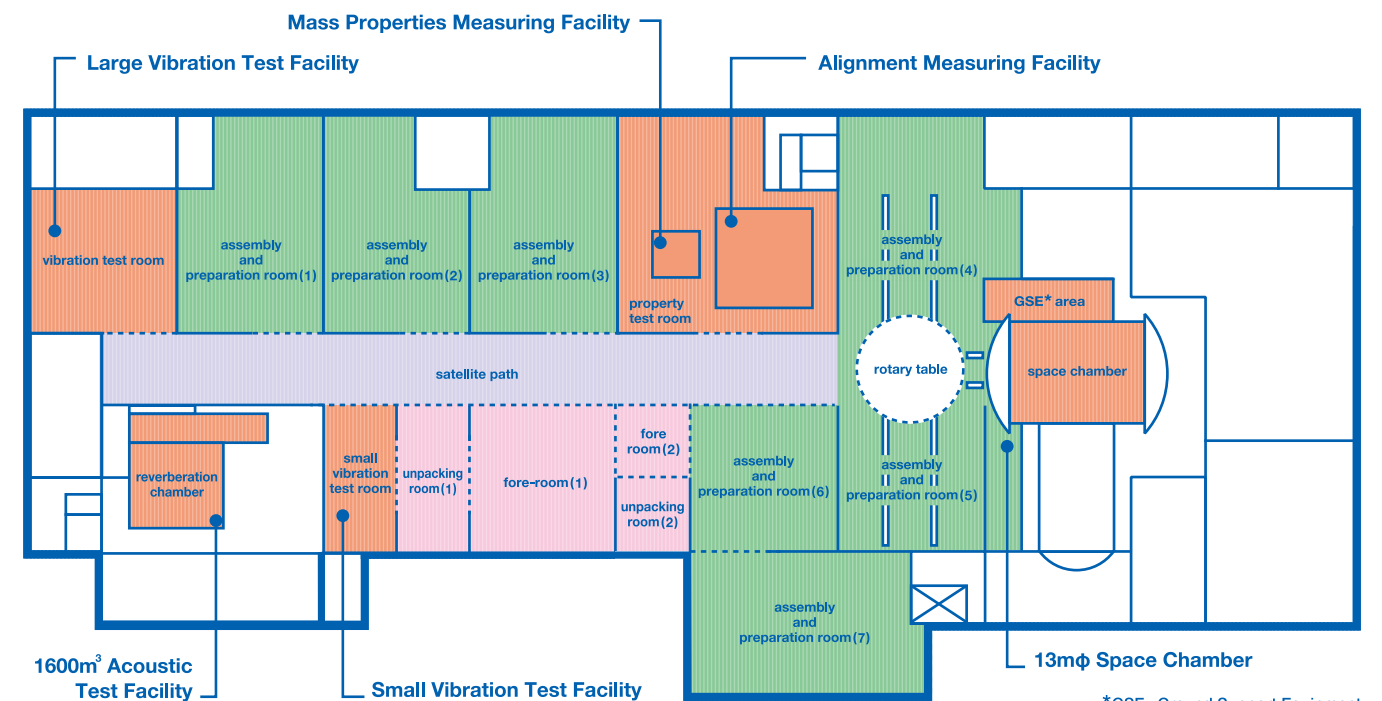 Mass Properties Measuring Facility
Large Vibration Test Facility
Alignment Measuring Facility
vibration test room
assembly
and
preparation room(1)
assembly
and
preparation room(2)
assembly
and
preparation room(3)
property
test room
assembly
and
preparation room(4)
GSE* area
satellite path
rotary table
space chamber
reverberation
chamber
small
vibration
test room
unpacking
room(1)
fore-room(1)
fore
room(2)
unpacking
room(2)
assembly
and
preparation room(6)
assembly
and
preparation room(5)
assembly
and
preparation room(7)
1600m³ Acoustic
Test Facility
Small Vibration Test Facility
13mφ Space Chamber
*GSE: Ground Support Equipment